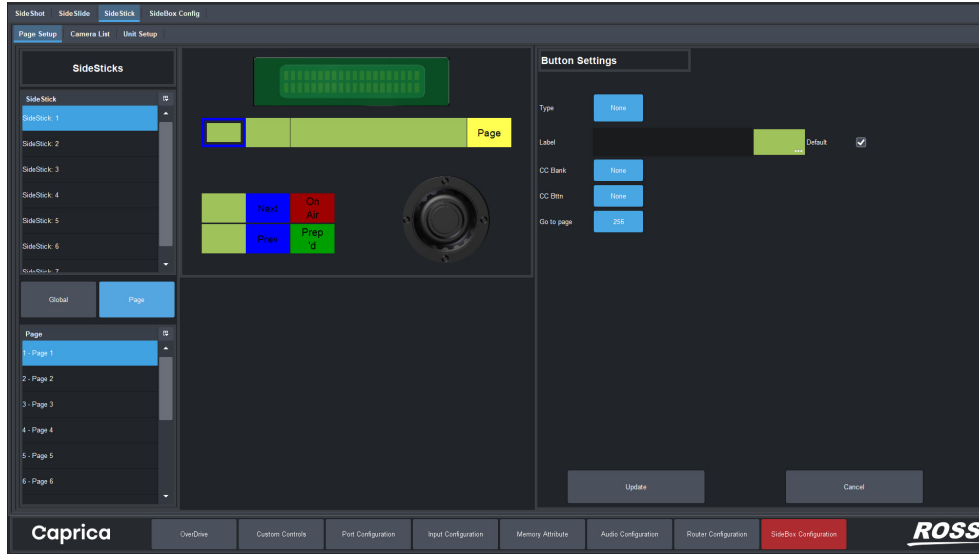 SideShot SideSlide SideStick SideBox Config
Page Setup Camera List Unit Setup
SideSticks
SideStick
SideStick: 1
SideStick: 2
SideStick: 3
SideStick: 4
SideStick: 5
SideStick: 6
SideStick: 7
Global Page
Page
1 - Page 1
2 - Page 2
3 - Page 3
4 - Page 4
5 - Page 5
6 - Page 6
Page
Next On
Air
Prev Prep
'd
Button Settings
Type None
Label ... Default
CC Bank None
CC Bttn None
Go to page 256
Update Cancel
Caprica OverDrive Custom Controls Port Configuration Input Configuration Memory Attribute Audio Configuration Router Configuration SideBox Configuration ROSS